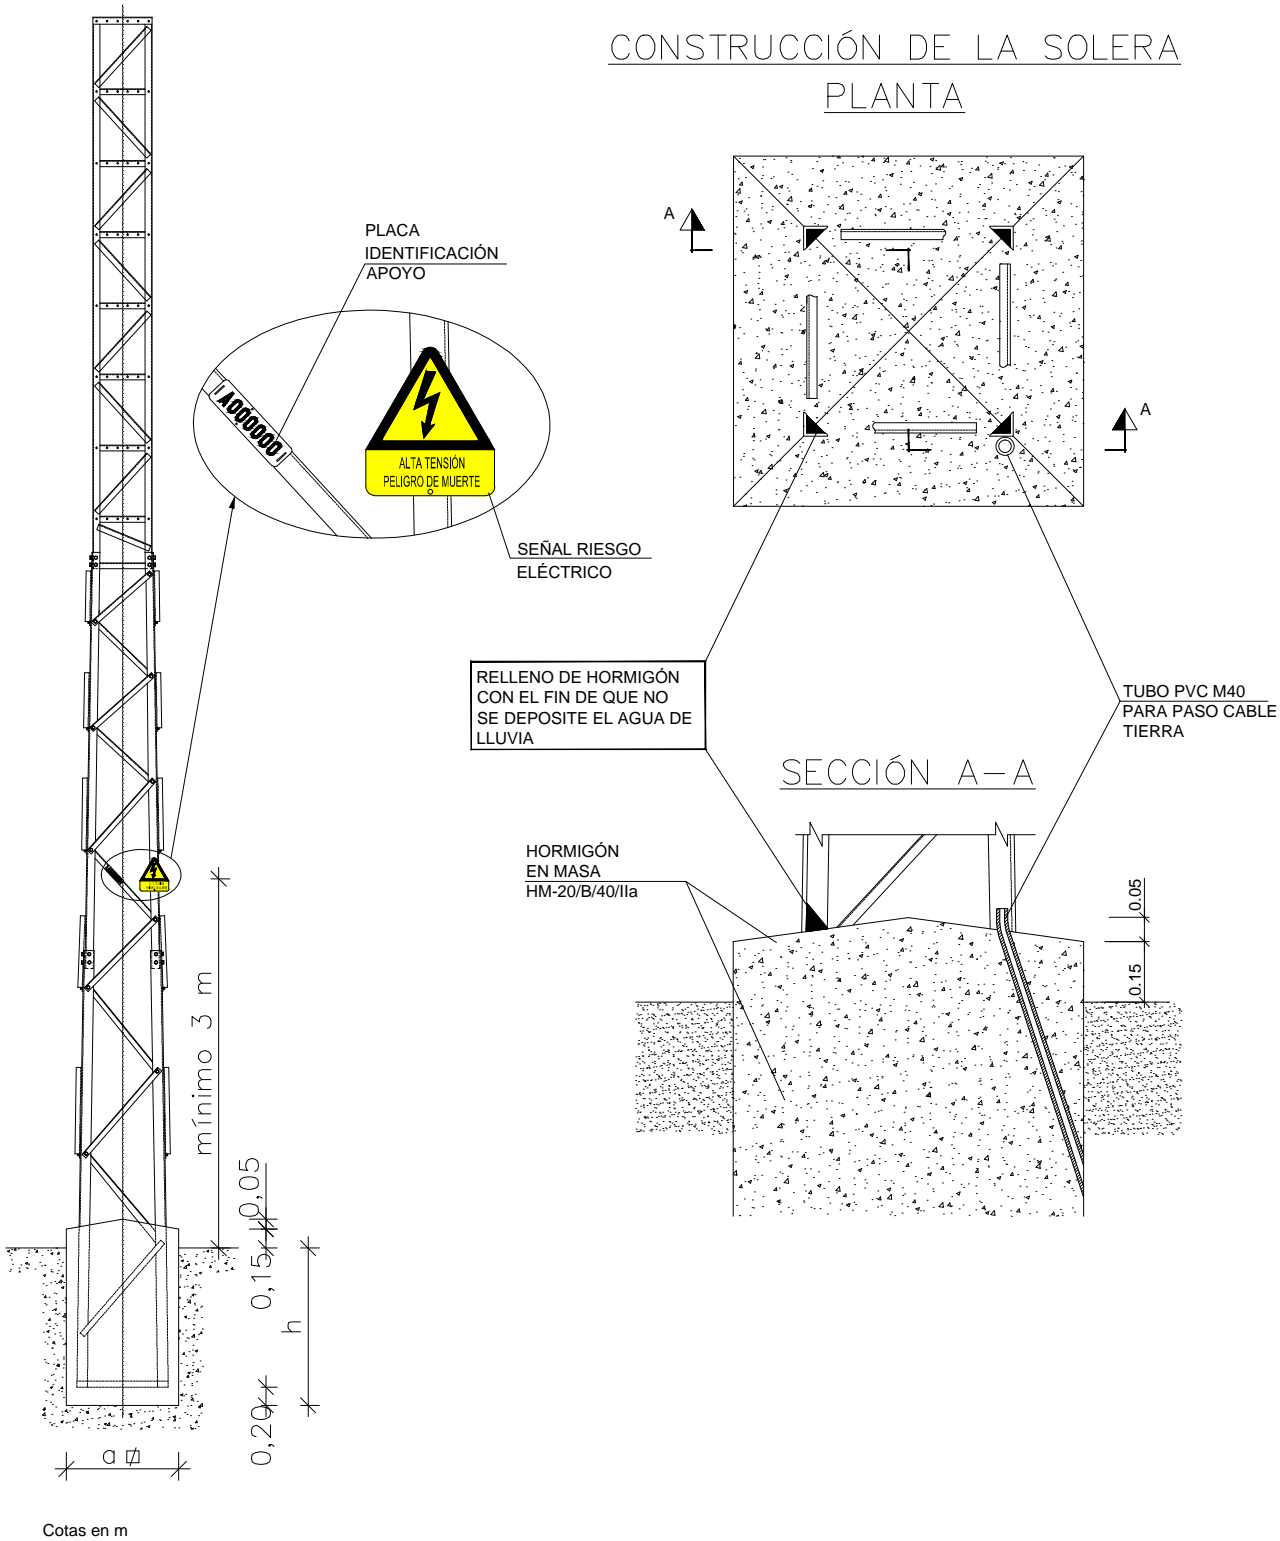 CONSTRUCCIÓN DE LA SOLERA
PLANTA
PLACA
IDENTIFICACIÓN
APOYO
A000000
ALTA TENSIÓN
PELIGRO DE MUERTE
SEÑAL RIESGO
ELÉCTRICO
A
A
RELLENO DE HORMIGÓN
CON EL FIN DE QUE NO
SE DEPOSITE EL AGUA DE
LLUVIA
TUBO PVC M40
PARA PASO CABLE
TIERRA
SECCIÓN A-A
HORMIGÓN
EN MASA
HM-20/B/40/IIa
0.05
0.15
mínimo 3 m
0,05
0,15
h
0,20
a
Cotas en m